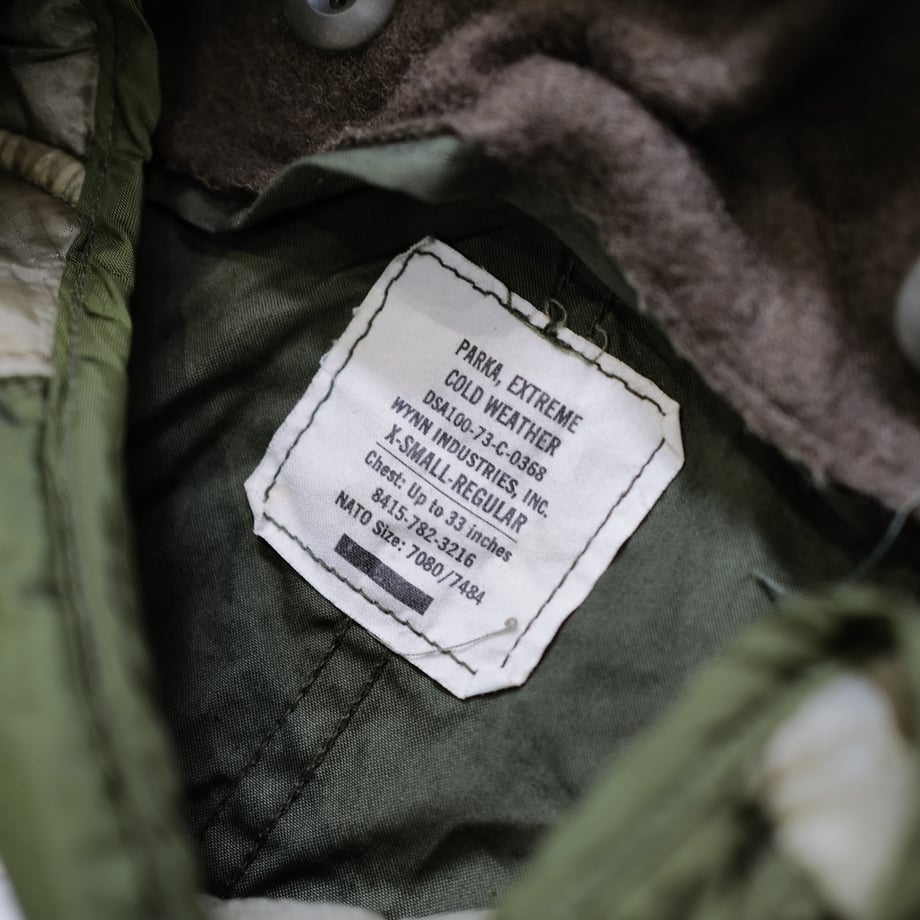 PARKA, EXTREME
COLD WEATHER
DSA100-73-C-0368
WYNN INDUSTRIES, INC.
X-SMALL-REGULAR
Chest: Up to 33 inches
8415-782-3216
NATO Size: 7080/7484